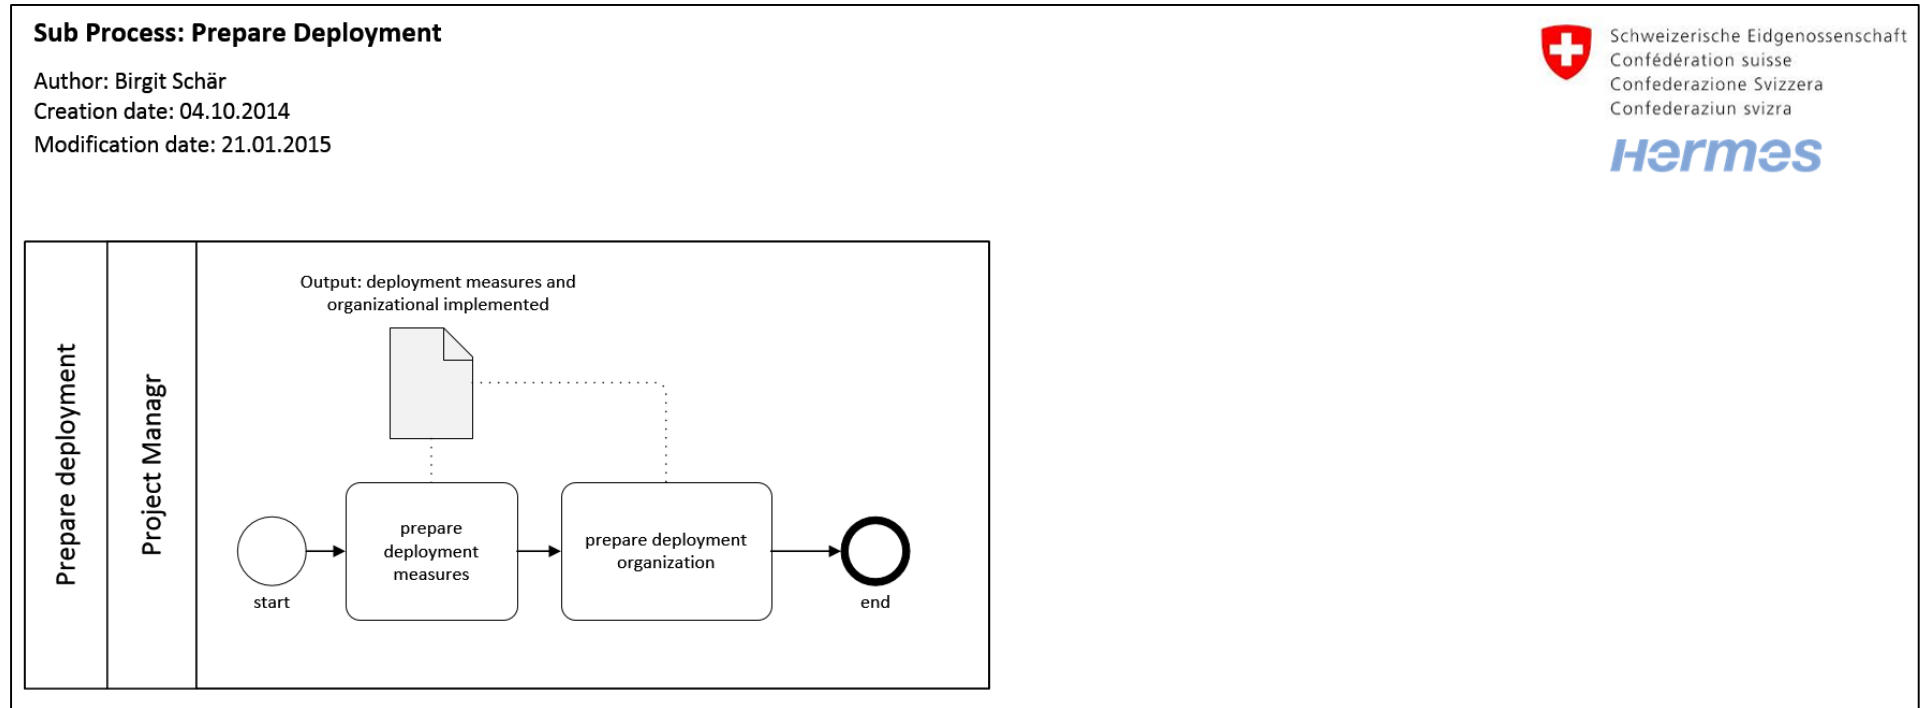 Sub Process: Prepare Deployment
Author: Birgit Schär
Creation date: 04.10.2014
Modification date: 21.01.2015
Schweizerische Eidgenossenschaft
Confédération suisse
Confederazione Svizzera
Confederaziun svizra
Hermes
Prepare deployment
Project Managr
Output: deployment measures and
organizational implemented
prepare
deployment
measures
prepare deployment
organization
start
end